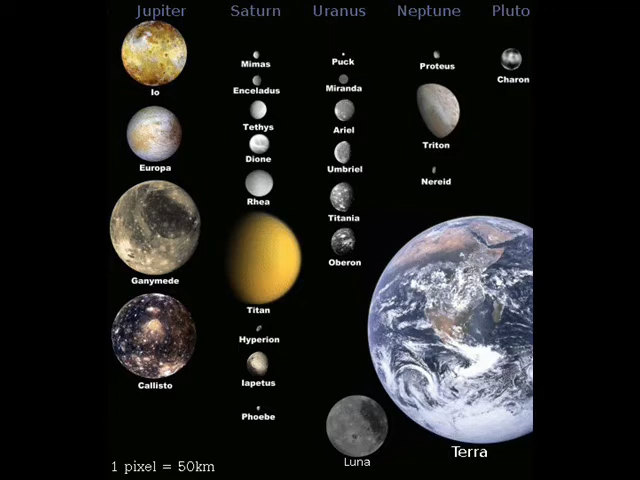 Jupiter
Saturn
Uranus
Neptune
Pluto
Io
Europa
Ganymede
Callisto
Mimas
Enceladus
Tethys
Dione
Rhea
Titan
Hyperion
Iapetus
Phoebe
Puck
Miranda
Ariel
Umbriel
Titania
Oberon
Proteus
Triton
Nereid
Charon
Luna
Terra
1 pixel = 50km